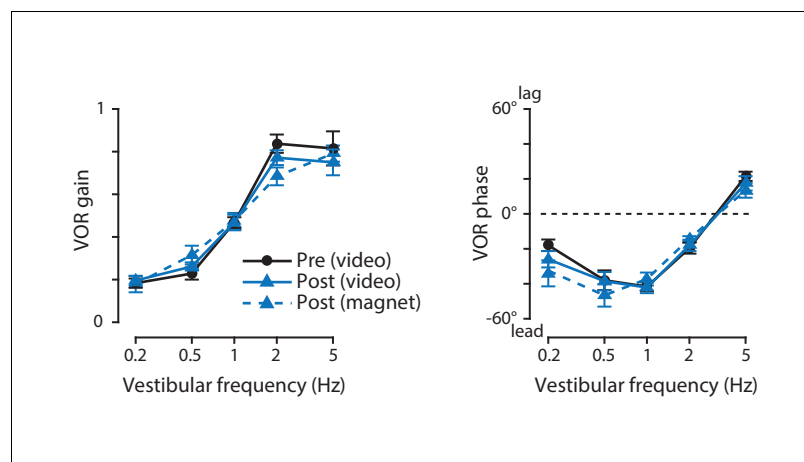 1
VOR gain
0
Pre (video)
Post (video)
Post (magnet)
0.2 0.5 1 2 5
Vestibular frequency (Hz)
lag
60°
VOR phase
0°
-60°
lead
0.2 0.5 1 2 5
Vestibular frequency (Hz)